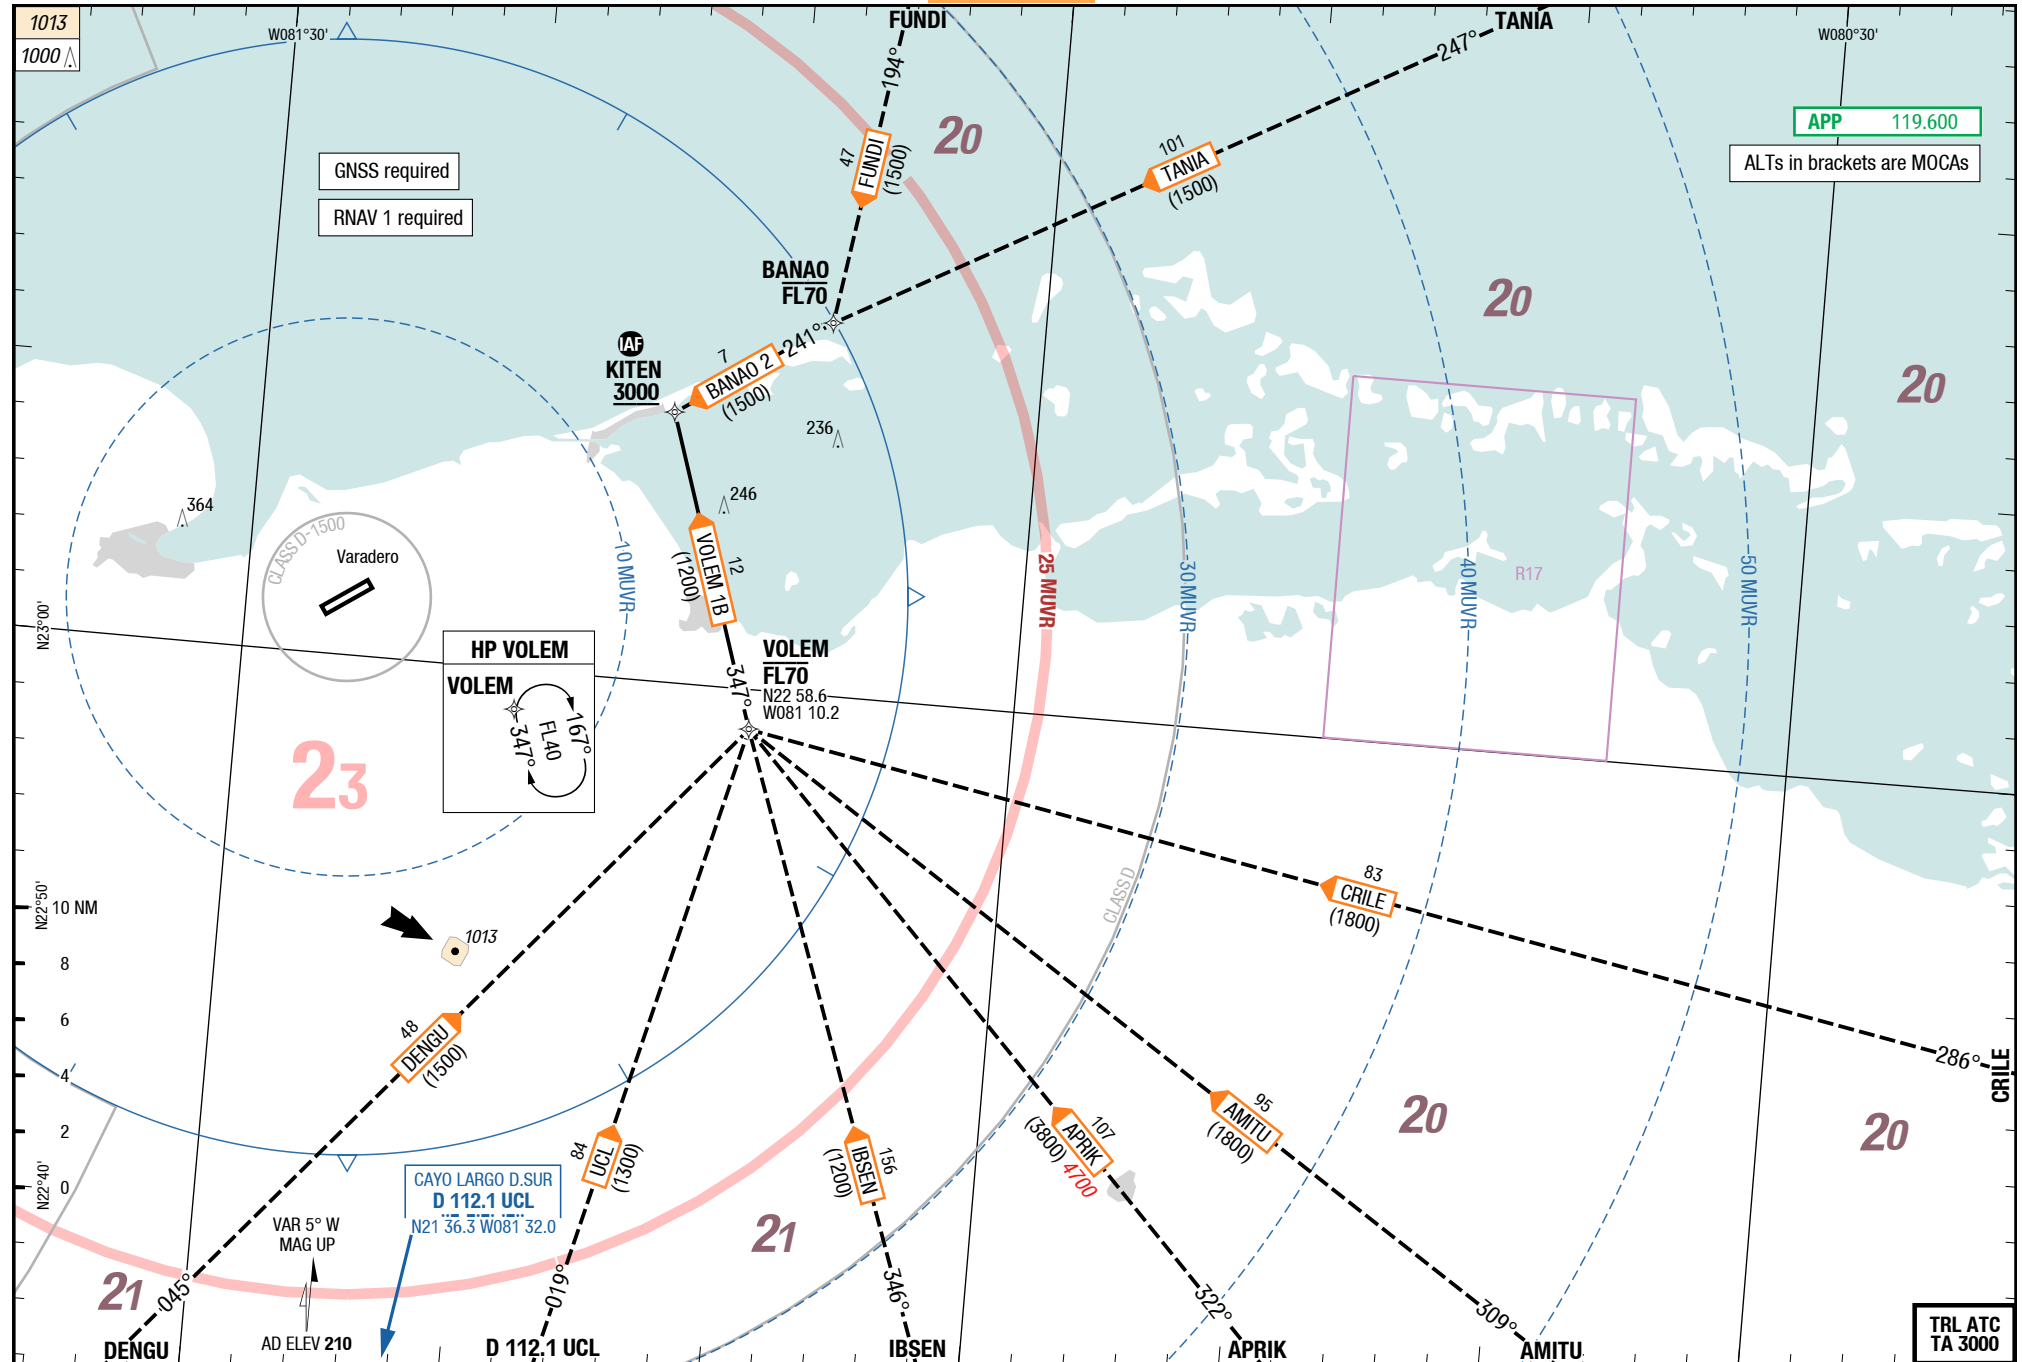 1013
1000
W081°30'
FUNDI
194°
47
FUNDI
(1500)
TANIA
247°
W080°30'
APP 119.600
ALTs in brackets are MOCAs
101
TANIA
(1500)
GNSS required
RNAV 1 required
20
20
20
BANAO
FL70
241°
IAF
KITEN
3000
7
BANAO 2
(1500)
236
246
364
CLASS D-1500
Varadero
10 MUVR
12
VOLEM 1B
(1200)
25 MUVR
30 MUVR
40 MUVR
50 MUVR
R17
N23°00'
HP VOLEM
VOLEM
347°
FL40
167°
347°
VOLEM
FL70
N22 58.6
W081 10.2
23
CLASS D
83
CRILE
(1800)
286°
CRILE
N22°50'
10 NM
8
6
4
2
0
N22°40'
1013
48
DENGU
(1500)
84
UCL
(1300)
156
IBSEN
(1200)
107
APRIK
(3800) 4700
95
AMITU
(1800)
20
20
21
21
CAYO LARGO D.SUR
D 112.1 UCL
N21 36.3 W081 32.0
VAR 5° W
MAG UP
AD ELEV 210
045°
DENGU
019°
D 112.1 UCL
346°
IBSEN
322°
APRIK
309°
AMITU
TRL ATC
TA 3000